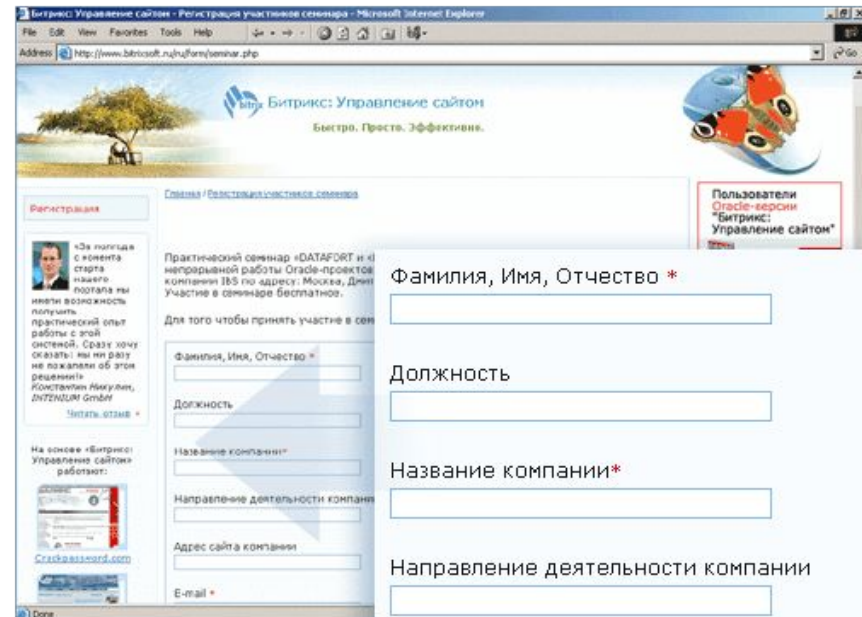 Битрикс: Управление сайтом - Регистрация участников семинара - Microsoft Internet Explorer
File Edit View Favorites Tools Help
Address http://www.bitrixsoft.ru/ru/form/seminar.php
Go
bitrix Битрикс: Управление сайтом
Быстро. Просто. Эффективно.
Регистрация
«За полгода
с момента
старта
нашего
портала мы
имели возможность
получить
практический опыт
работы с этой
системой. Сразу хочу
сказать: мы ни разу
не пожалели об этом
решении!»
Константин Никулин,
INTENIUM GmbH
Читать отзыв
На основе «Битрикс:
Управление сайтом»
работают:
Crackpassword.com
Главная / Регистрация участников семинара
Практический семинар «DATAFORT и
непрерывной работы Oracle-проектов
компании IBS по адресу: Москва, Дмит
Участие в семинаре бесплатное.
Для того чтобы принять участие в сем
Фамилия, Имя, Отчество *
Должность
Название компании*
Направление деятельности компани
Адрес сайта компании
E-mail *
Пользователи
Oracle-версии
"Битрикс:
Управление сайтом"
Фамилия, Имя, Отчество *
Должность
Название компании*
Направление деятельности компании
Done